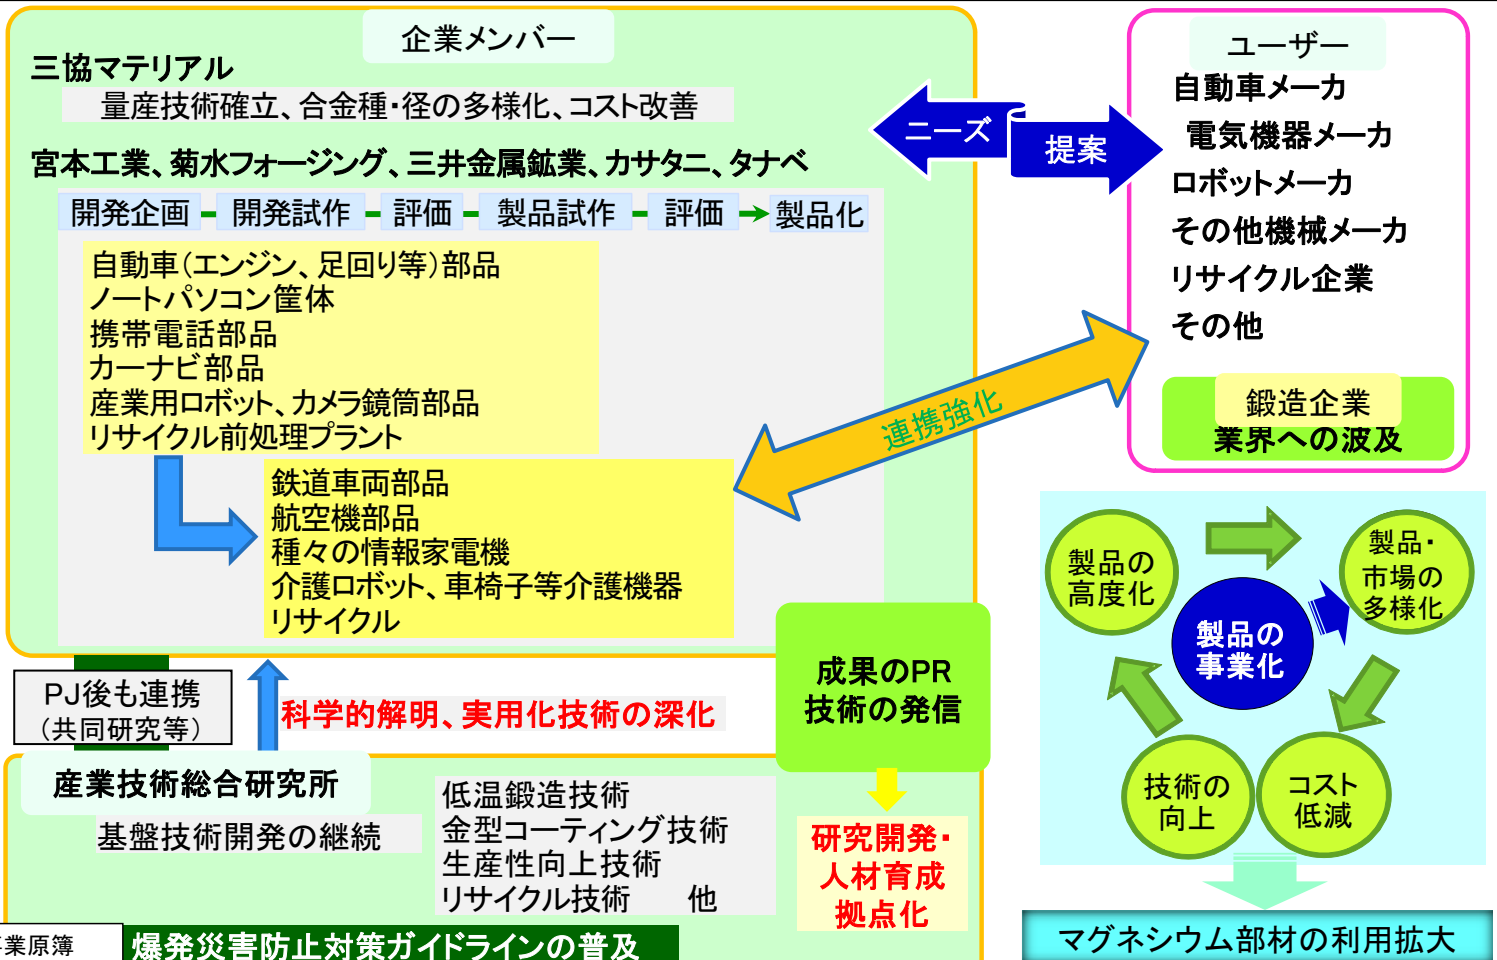 企業メンバー
三協マテリアル
量産技術確立、合金種・径の多様化、コスト改善
宮本工業、菊水フォージング、三井金属鉱業、カサタニ、タナベ
開発企画
開発試作
評価
製品試作
評価
製品化
自動車(エンジン、足回り等)部品
ノートパソコン筐体
携帯電話部品
カーナビ部品
産業用ロボット、カメラ鏡筒部品
リサイクル前処理プラント
鉄道車両部品
航空機部品
種々の情報家電機
介護ロボット、車椅子等介護機器
リサイクル
ニーズ
提案
連携強化
ユーザー
自動車メーカ
電気機器メーカ
ロボットメーカ
その他機械メーカ
リサイクル企業
その他
鍛造企業
業界への波及
PJ後も連携
(共同研究等)
科学的解明、実用化技術の深化
成果のPR
技術の発信
産業技術総合研究所
基盤技術開発の継続
低温鍛造技術
金型コーティング技術
生産性向上技術
リサイクル技術 他
研究開発・
人材育成
拠点化
業原簿
爆発災害防止対策ガイドラインの普及
製品の
高度化
製品・
市場の
多様化
製品の
事業化
技術の
向上
コスト
低減
マグネシウム部材の利用拡大